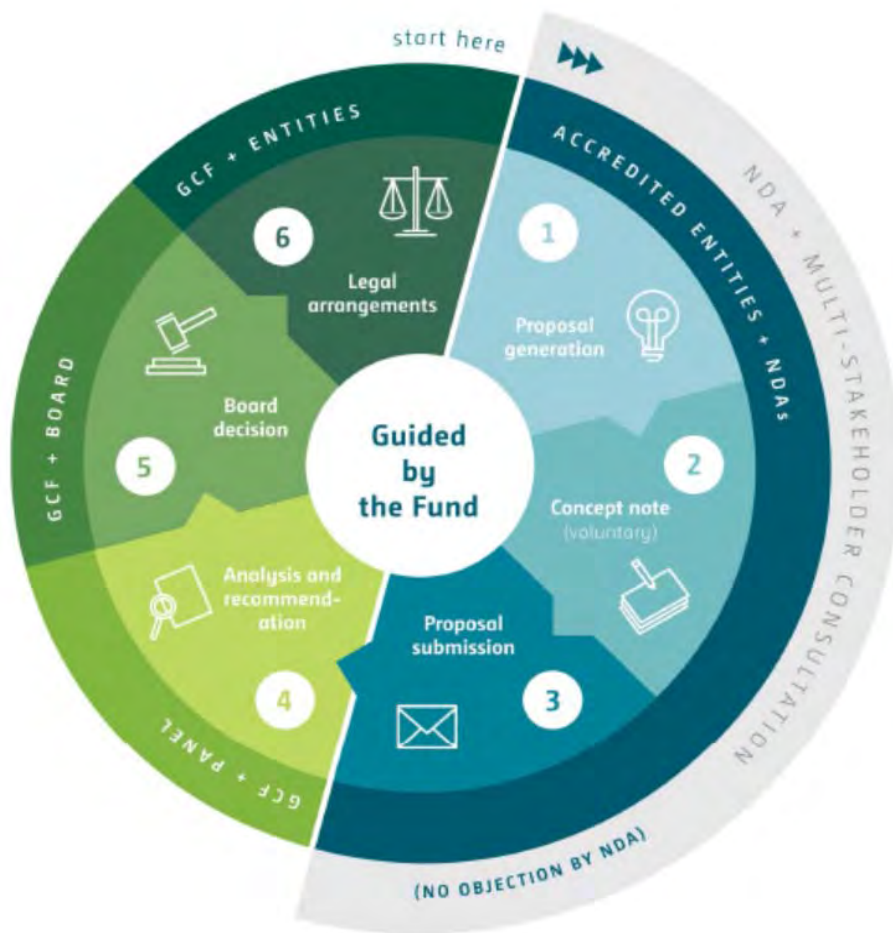 start here
ACCREDITED ENTITIES + NDAs
NDA + MULTI-STAKEHOLDER CONSULTATION
(NO OBJECTION BY NDA)
1
Proposal
generation
2
Concept note
(voluntary)
3
Proposal
submission
GCF + PANEL
4
Analysis and
recommend-
ation
GCF + BOARD
5
Board
decision
GCF + ENTITIES
6
Legal
arrangements
Guided
by
the Fund